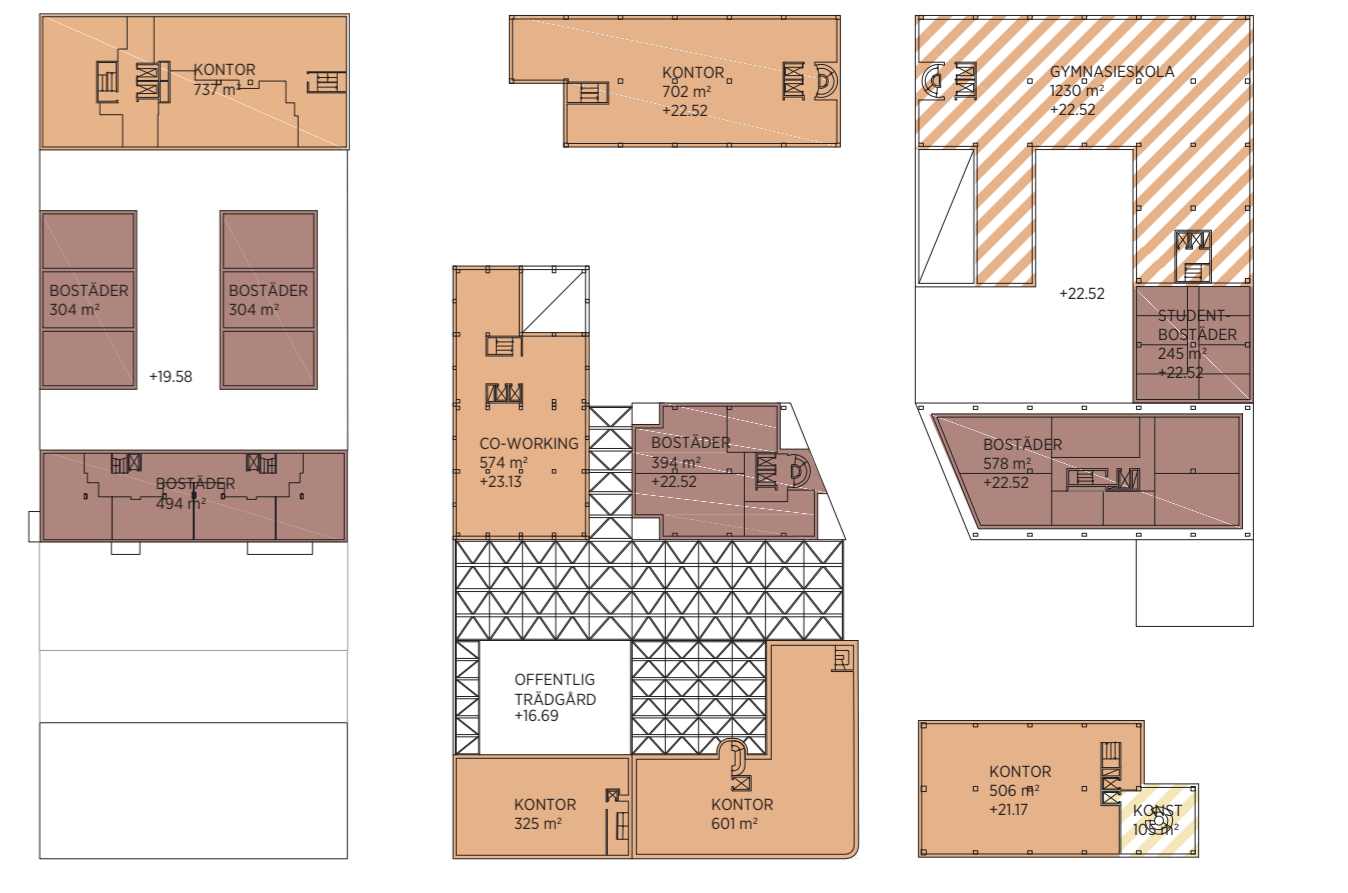 KONTOR
737 m²
BOSTÄDER
304 m²
BOSTÄDER
304 m²
+19.58
BOSTÄDER
494 m²
KONTOR
702 m²
+22.52
CO-WORKING
574 m²
+23.13
BOSTÄDER
394 m²
+22.52
OFFENTLIG
TRÄDGÅRD
+16.69
KONTOR
325 m²
KONTOR
601 m²
GYMNASIESKOLA
1230 m²
+22.52
+22.52
STUDENT-
BOSTÄDER
245 m²
+22.52
BOSTÄDER
578 m²
+22.52
KONTOR
506 m²
+21.17
KONST
105 m²